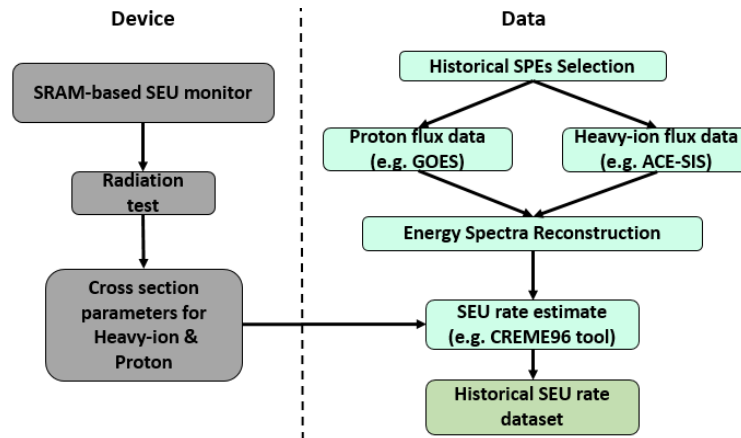 Device
Data
SRAM-based SEU monitor
Radiation
test
Cross section
parameters for
Heavy-ion &
Proton
Historical SPEs Selection
Proton flux data
(e.g. GOES)
Heavy-ion flux data
(e.g. ACE-SIS)
Energy Spectra Reconstruction
SEU rate estimate
(e.g. CREME96 tool)
Historical SEU rate
dataset